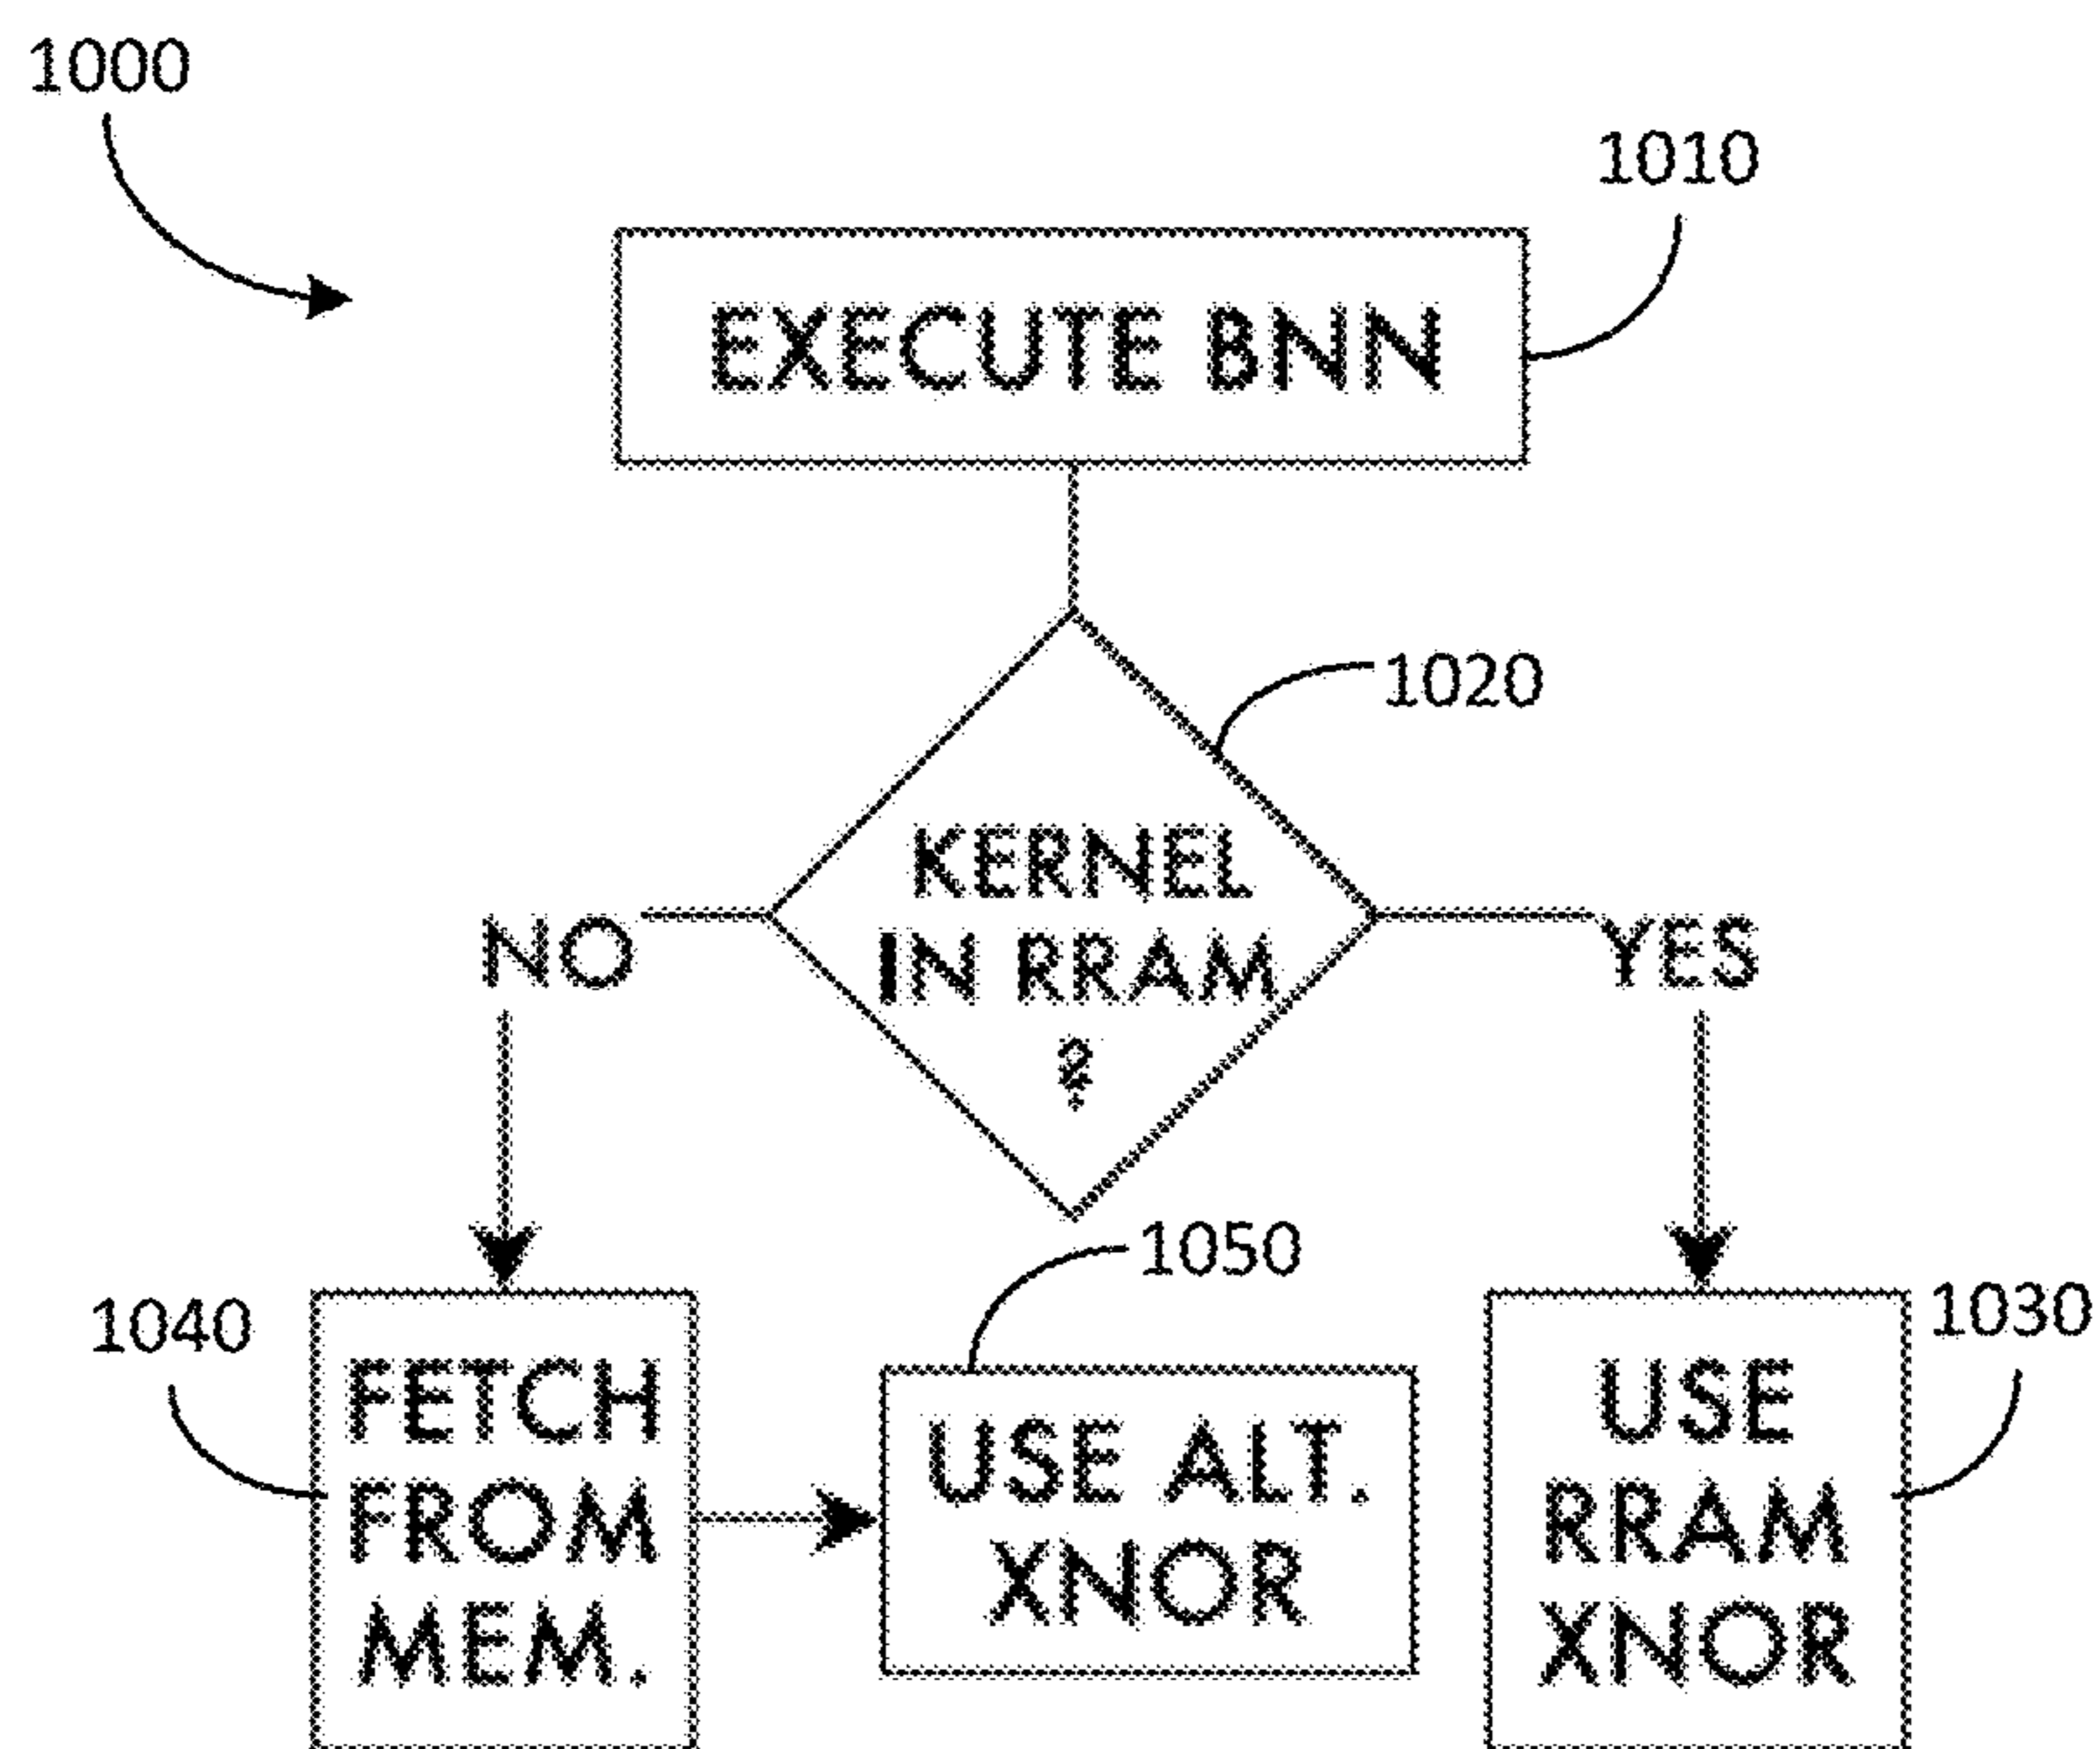 1000
1010
EXECUTE BNN
1020
KERNEL
IN RRAM
?
NO
YES
1050
1040
1030
FETCH
FROM
MEM.
USE ALT.
XNOR
USE
RRAM
XNOR